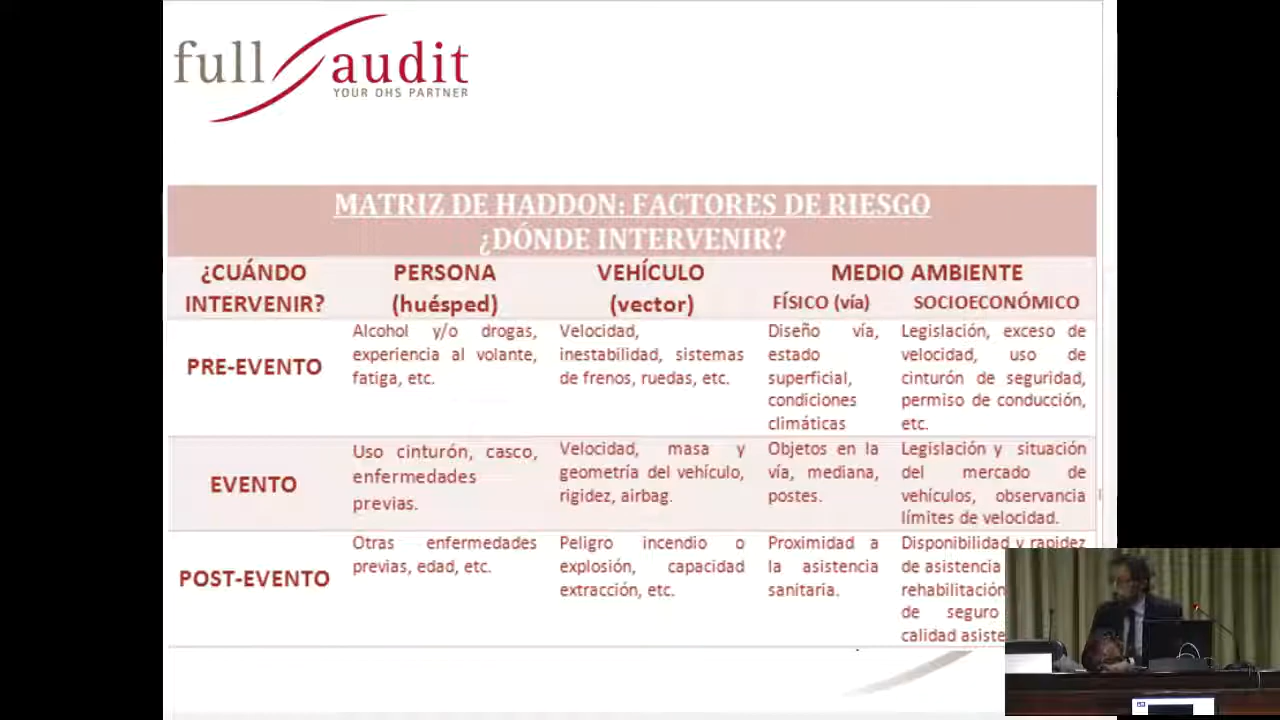 full audit
YOUR OHS PARTNER
MATRIZ DE HADDON: FACTORES DE RIESGO
¿DÓNDE INTERVENIR?
¿CUÁNDO
INTERVENIR?
PERSONA
(huésped)
VEHÍCULO
(vector)
MEDIO AMBIENTE
FÍSICO (vía)
SOCIOECONÓMICO
PRE-EVENTO
Alcohol y/o drogas,
experiencia al volante,
fatiga, etc.
Velocidad,
inestabilidad, sistemas
de frenos, ruedas, etc.
Diseño vía,
estado
superficial,
condiciones
climáticas
Legislación, exceso de
velocidad, uso de
cinturón de seguridad,
permiso de conducción,
etc.
EVENTO
Uso cinturón, casco,
enfermedades
previas.
Velocidad, masa y
geometría del vehículo,
rigidez, airbag.
Objetos en la
vía, mediana,
postes.
Legislación y situación
del mercado de
vehículos, observancia
límites de velocidad.
POST-EVENTO
Otras enfermedades
previas, edad, etc.
Peligro incendio o
explosión, capacidad
extracción, etc.
Proximidad a
la asistencia
sanitaria.
Disponibilidad y rapidez
de asistencia
rehabilitación
de seguro
calidad